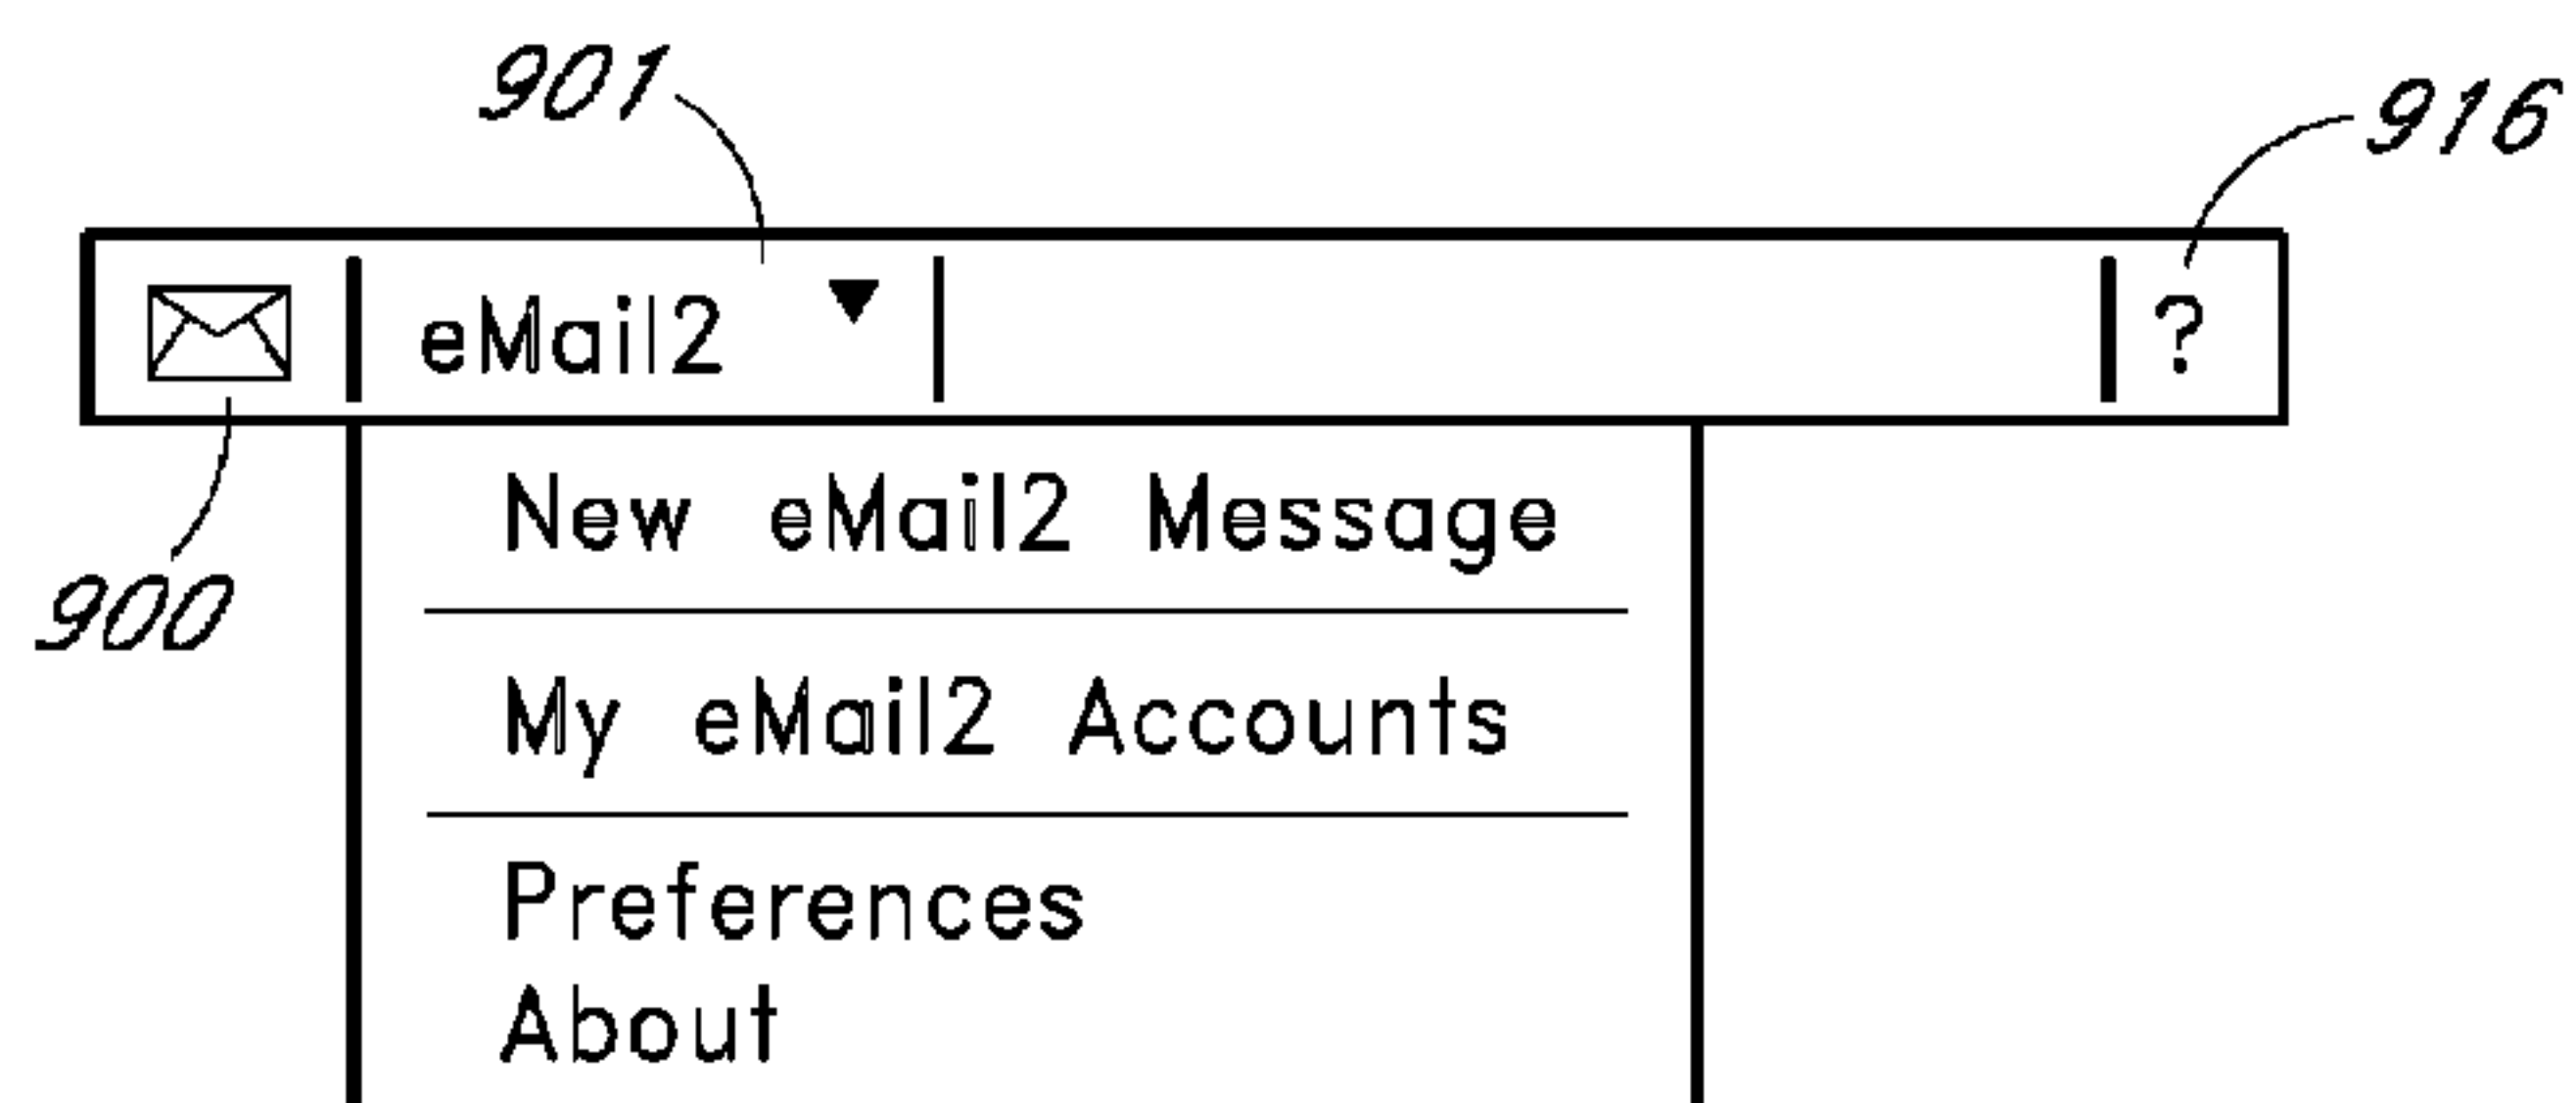 901
916
eMail2 ▼ ?
900
New eMail2 Message
My eMail2 Accounts
Preferences
About